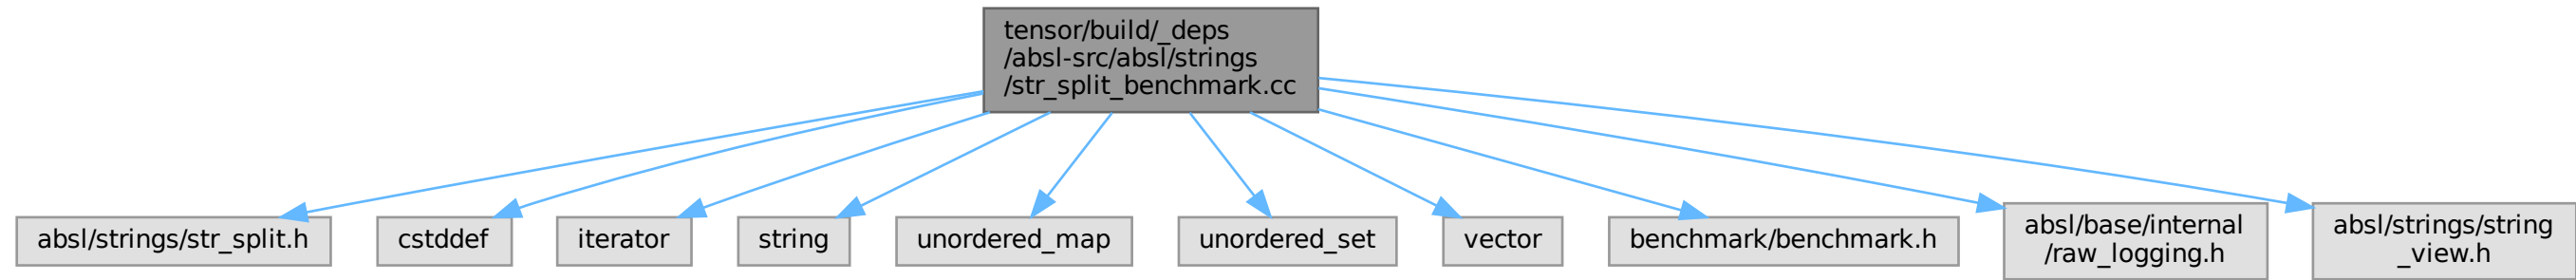 tensor/build/_deps
/absl-src/absl/strings
/str_split_benchmark.cc
absl/strings/str_split.h
cstddef
iterator
string
unordered_map
unordered_set
vector
benchmark/benchmark.h
absl/base/internal
/raw_logging.h
absl/strings/string
_view.h